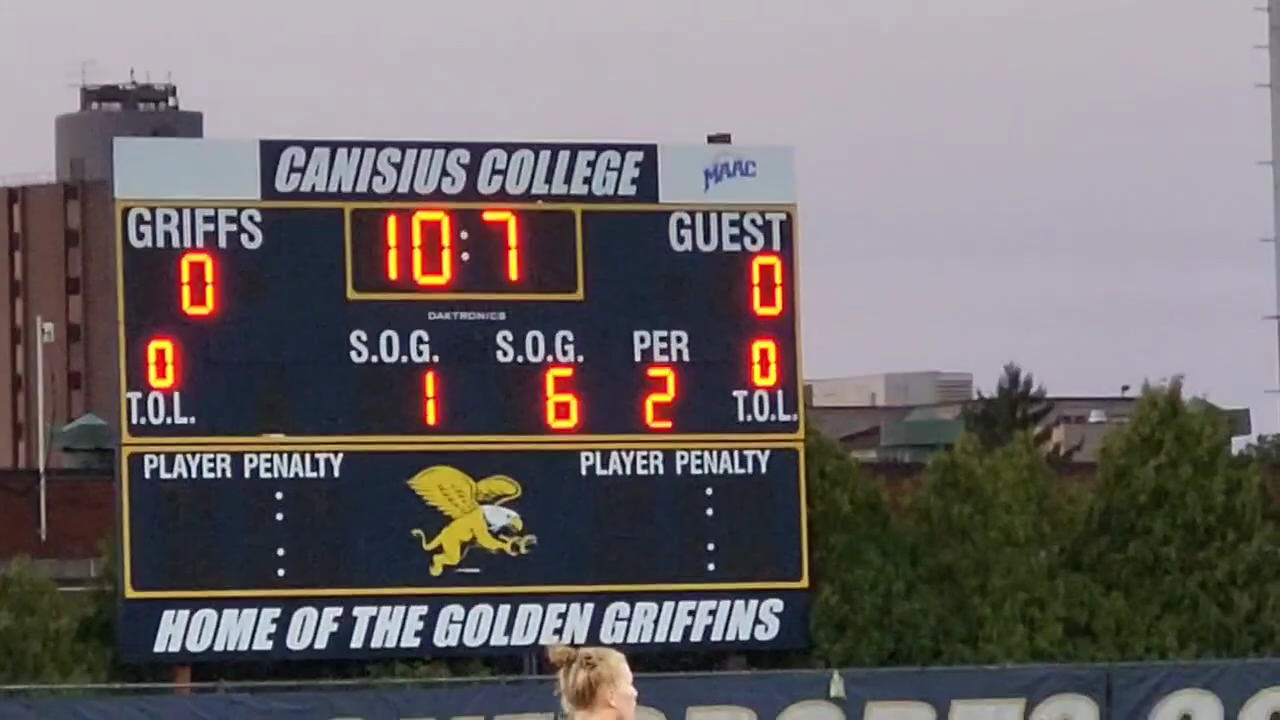 CANISIUS COLLEGE
MAAC
GRIFFS 10:7 GUEST
0 0
DAKTRONICS
S.O.G. S.O.G. PER
0 1 6 2 0
T.O.L. T.O.L.
PLAYER PENALTY PLAYER PENALTY
: :
: :
HOME OF THE GOLDEN GRIFFINS